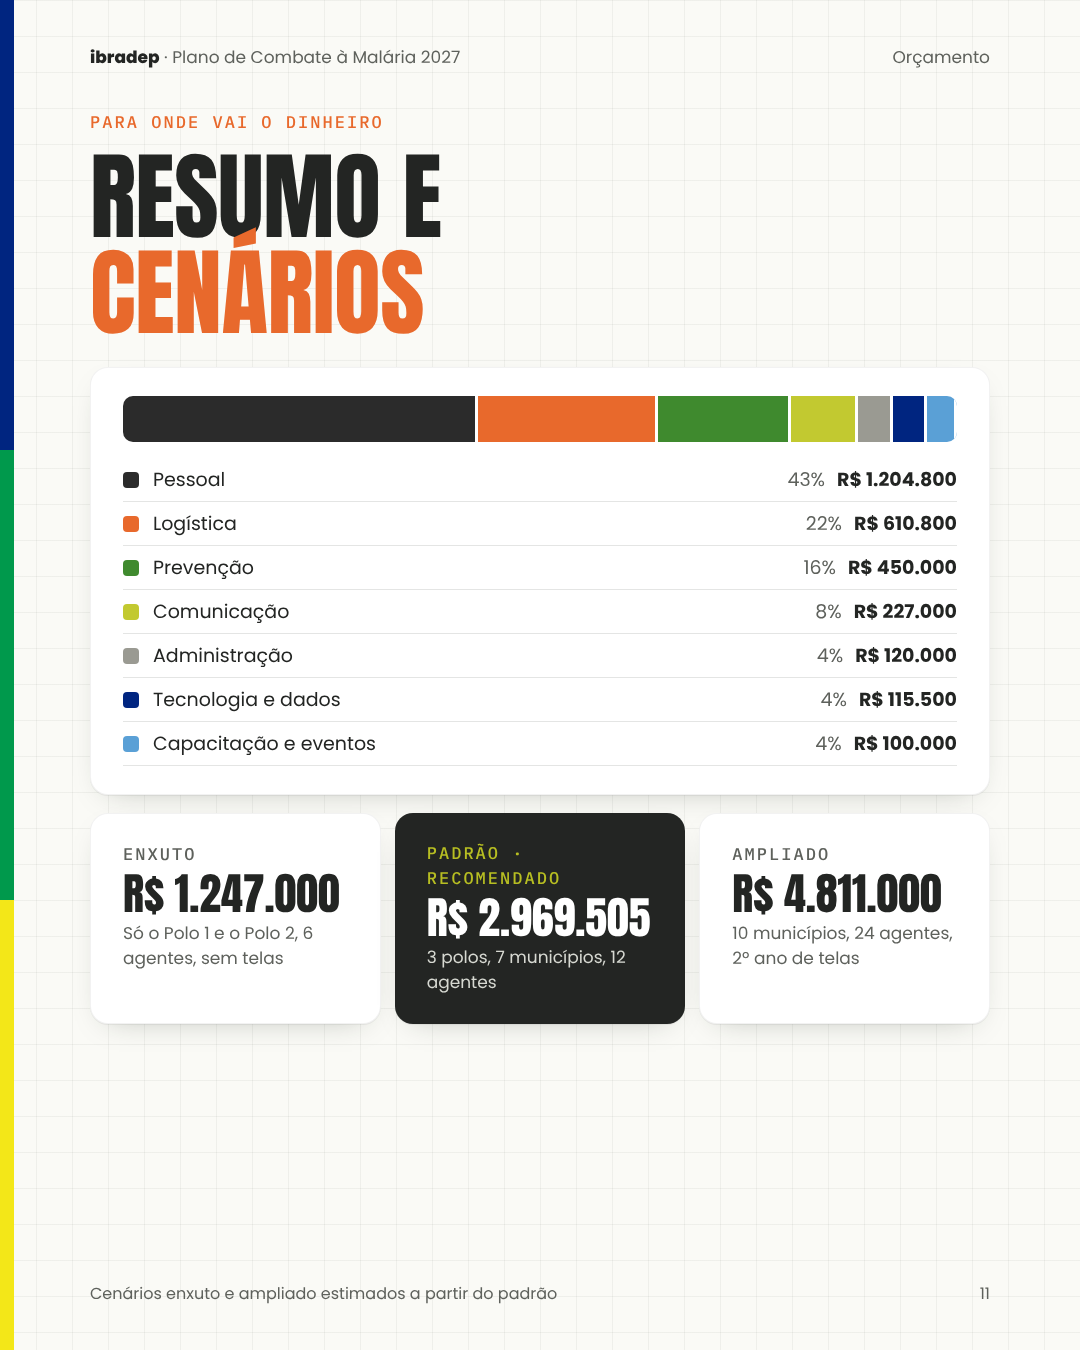 ibradep · Plano de Combate à Malária 2027
Orçamento
PARA ONDE VAI O DINHEIRO
RESUMO E
CENÁRIOS
Pessoal 43% R$ 1.204.800
Logística 22% R$ 610.800
Prevenção 16% R$ 450.000
Comunicação 8% R$ 227.000
Administração 4% R$ 120.000
Tecnologia e dados 4% R$ 115.500
Capacitação e eventos 4% R$ 100.000
ENXUTO
R$ 1.247.000
Só o Polo 1 e o Polo 2, 6
agentes, sem telas
PADRÃO ·
RECOMENDADO
R$ 2.969.505
3 polos, 7 municípios, 12
agentes
AMPLIADO
R$ 4.811.000
10 municípios, 24 agentes,
2º ano de telas
Cenários enxuto e ampliado estimados a partir do padrão
11